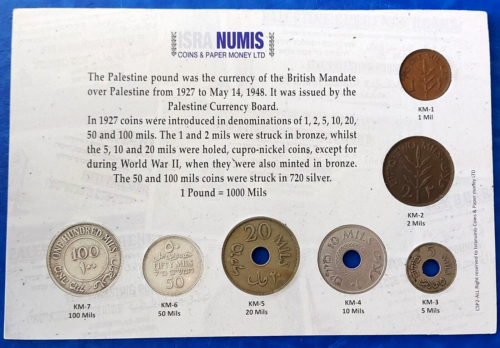 ISRA NUMIS
COINS & PAPER MONEY LTD
The Palestine pound was the currency of the British Mandate
over Palestine from 1927 to May 14, 1948. It was issued by the
Palestine Currency Board.
In 1927 coins were introduced in denominations of 1, 2, 5, 10, 20,
50 and 100 mils. The 1 and 2 mils were struck in bronze, whilst
the 5, 10 and 20 mils were holed, cupro-nickel coins, except for
during World War II, when they were also minted in bronze.
The 50 and 100 mil coins were struck in 720 silver.
1 Pound = 1000 Mils
KM-1
1 Mil
KM-2
2 Mils
ONE HUNDRED MILS
100
١٠٠
KM-7
100 Mils
٥٠
FIFTY MILS
50
KM-6
50 Mils
20
MILS
KM-5
20 Mils
10 MILS
KM-4
10 Mils
5
KM-3
5 Mils